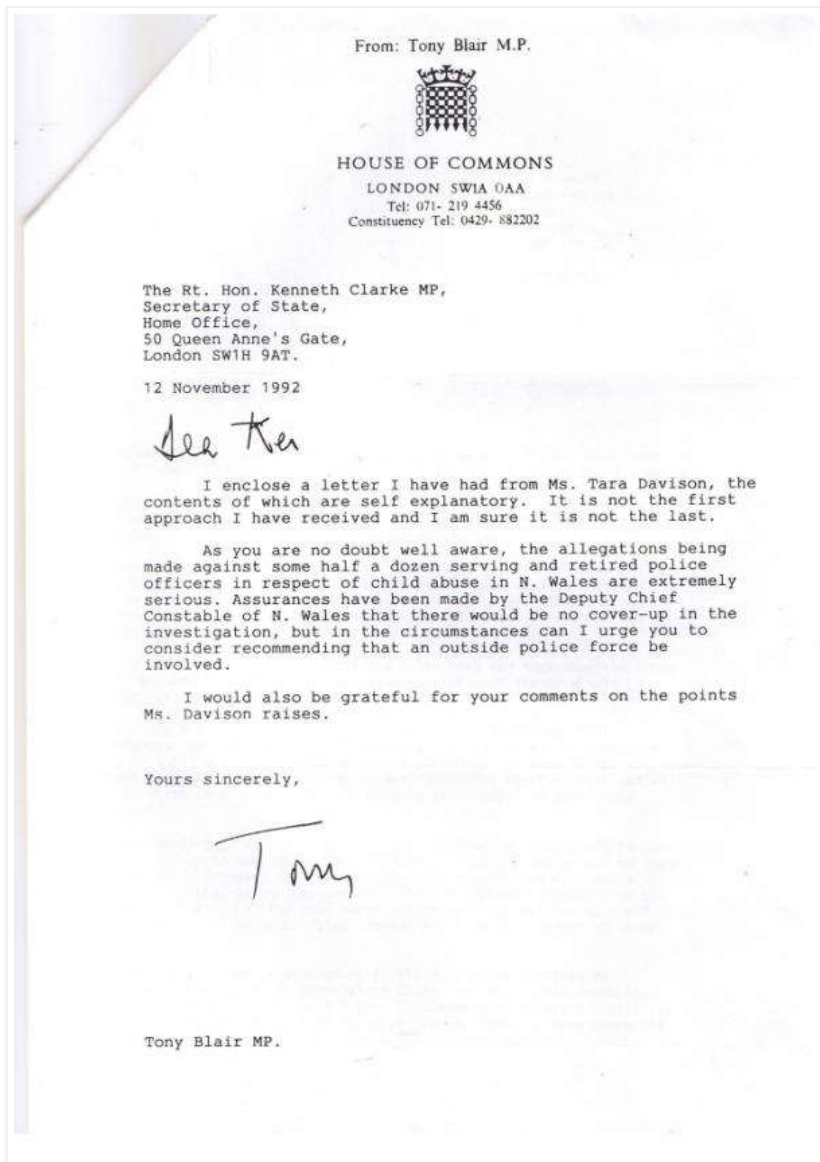 From: Tony Blair M.P.
HOUSE OF COMMONS
LONDON SW1A 0AA
Tel: 071- 219 4456
Constituency Tel: 0429- 882202
The Rt. Hon. Kenneth Clarke MP,
Secretary of State,
Home Office,
50 Queen Anne's Gate,
London SW1H 9AT.
12 November 1992
Dear Ken
I enclose a letter I have had from Ms. Tara Davison, the
contents of which are self explanatory. It is not the first
approach I have received and I am sure it is not the last.
As you are no doubt well aware, the allegations being
made against some half a dozen serving and retired police
officers in respect of child abuse in N. Wales are extremely
serious. Assurances have been made by the Deputy Chief
Constable of N. Wales that there would be no cover-up in the
investigation, but in the circumstances can I urge you to
consider recommending that an outside police force be
involved.
I would also be grateful for your comments on the points
Ms. Davison raises.
Yours sincerely,
Tony
Tony Blair MP.